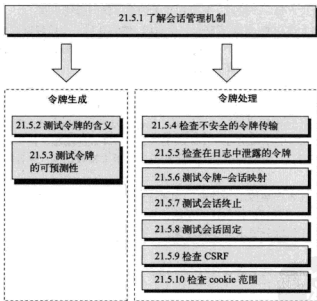 21.5.1 了解会话管理机制
令牌生成
21.5.2 测试令牌的含义
21.5.3 测试令牌
的可预测性
令牌处理
21.5.4 检查不安全的令牌传输
21.5.5 检查在日志中泄露的令牌
21.5.6 测试令牌-会话映射
21.5.7 测试会话终止
21.5.8 测试会话固定
21.5.9 检查 CSRF
21.5.10 检查 cookie 范围